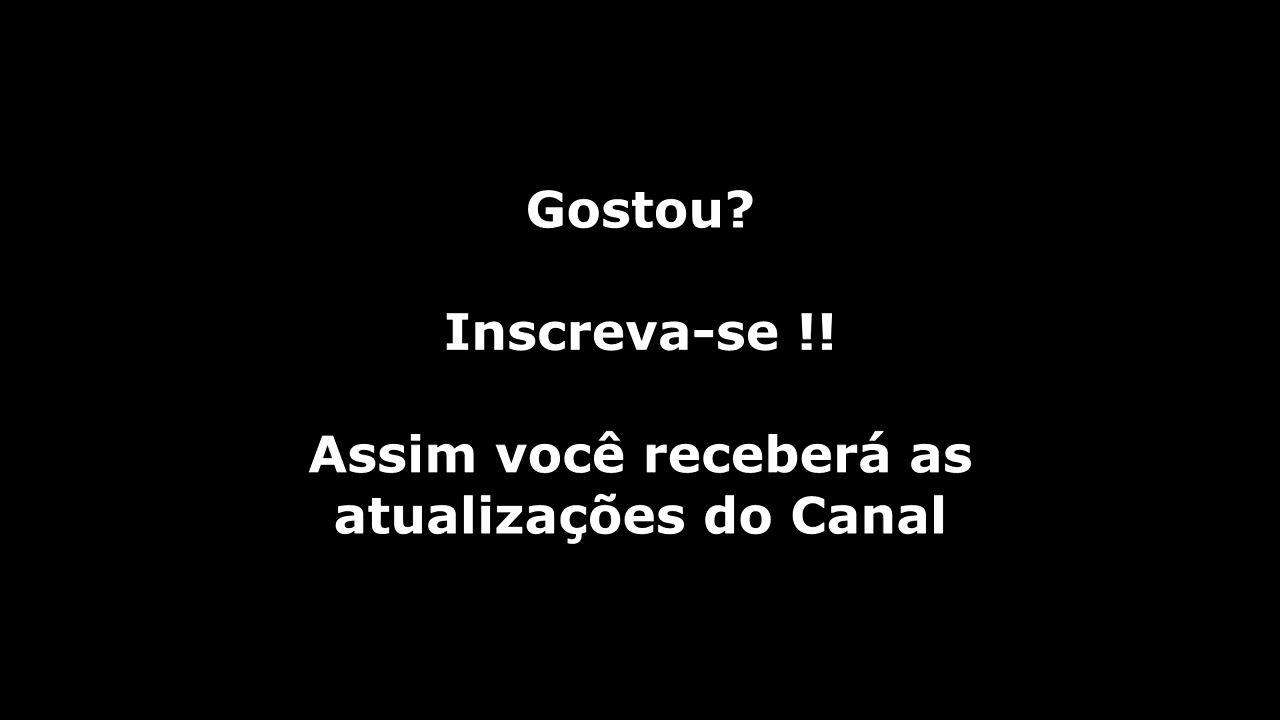 Gostou?
Inscreva-se !!
Assim você receberá as
atualizações do Canal